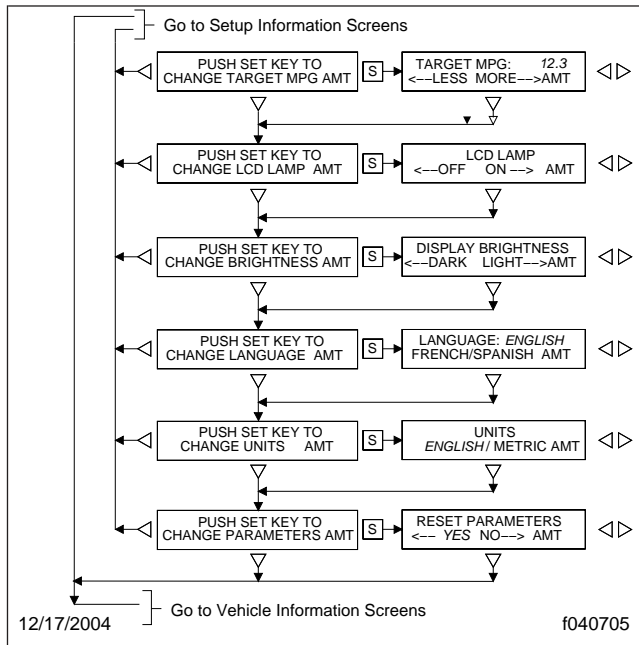 Go to Setup Information Screens
PUSH SET KEY TO
CHANGE TARGET MPG AMT
S
TARGET MPG: 12.3
<--LESS MORE-->AMT
PUSH SET KEY TO
CHANGE LCD LAMP AMT
S
LCD LAMP
<--OFF ON--> AMT
PUSH SET KEY TO
CHANGE BRIGHTNESS AMT
S
DISPLAY BRIGHTNESS
<--DARK LIGHT-->AMT
PUSH SET KEY TO
CHANGE LANGUAGE AMT
S
LANGUAGE: ENGLISH
FRENCH/SPANISH AMT
PUSH SET KEY TO
CHANGE UNITS AMT
S
UNITS
ENGLISH/ METRIC AMT
PUSH SET KEY TO
CHANGE PARAMETERS AMT
S
RESET PARAMETERS
<-- YES NO--> AMT
Go to Vehicle Information Screens
12/17/2004
f040705